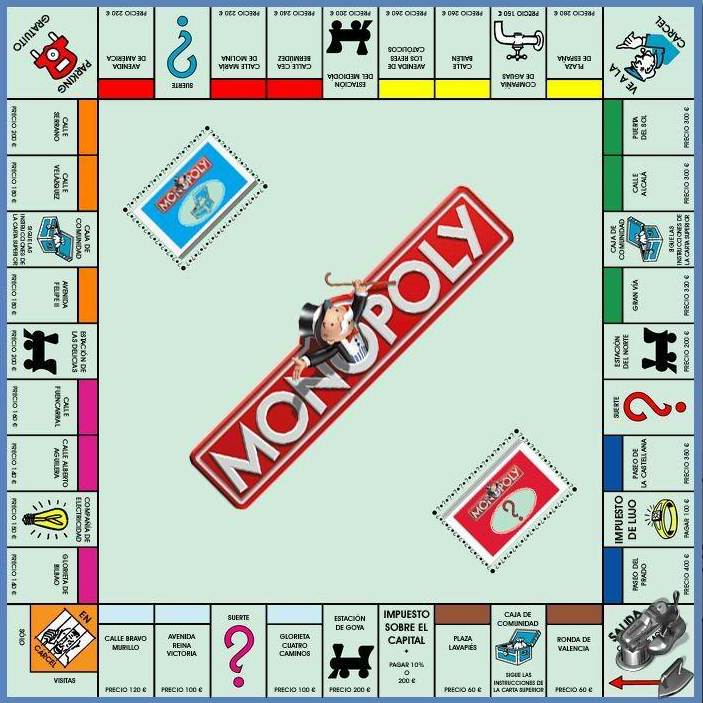 PARKING
GRATUITO
AVENIDA
DE AMÉRICA
PRECIO 220 €
SUERTE
CALLE MARÍA
DE MOLINA
PRECIO 220 €
CALLE CEA
BERMÚDEZ
PRECIO 240 €
ESTACIÓN
DEL MEDIODÍA
PRECIO 200 €
AVENIDA DE
LOS REYES
CATÓLICOS
PRECIO 260 €
CALLE
BAILÉN
PRECIO 260 €
COMPAÑÍA
DE AGUAS
PRECIO 150 €
PLAZA
DE ESPAÑA
PRECIO 280 €
VE A LA
CÁRCEL
CALLE
SERRANO
PRECIO 200 €
CALLE
VELÁZQUEZ
PRECIO 180 €
CAJA DE
COMUNIDAD
SIGUE LAS
INSTRUCCIONES DE
LA CARTA SUPERIOR
AVENIDA
FELIPE II
PRECIO 180 €
ESTACIÓN DE
LAS DELICIAS
PRECIO 200 €
CALLE
FUENCARRAL
PRECIO 160 €
CALLE ALBERTO
AGUILERA
PRECIO 140 €
COMPAÑÍA DE
ELECTRICIDAD
PRECIO 150 €
GLORIETA DE
BILBAO
PRECIO 140 €
MONOPOLY
MONOPOLY
MONOPOLY
PUERTA
DEL SOL
PRECIO 300 €
CALLE
ALCALÁ
PRECIO 300 €
CAJA DE
COMUNIDAD
SIGUE LAS
INSTRUCCIONES DE
LA CARTA SUPERIOR
GRAN VÍA
PRECIO 320 €
ESTACIÓN
DEL NORTE
PRECIO 200 €
SUERTE
PASEO DE
LA CASTELLANA
PRECIO 350 €
IMPUESTO
DE LUJO
PAGAR 100 €
PASEO DEL
PRADO
PRECIO 400 €
SÓLO
EN
CÁRCEL
VISITAS
CALLE BRAVO
MURILLO
PRECIO 120 €
AVENIDA
REINA
VICTORIA
PRECIO 100 €
SUERTE
?
GLORIETA
CUATRO
CAMINOS
PRECIO 100 €
ESTACIÓN
DE GOYA
PRECIO 200 €
IMPUESTO
SOBRE EL
CAPITAL
PAGAR 10%
O
200 €
PLAZA
LAVAPIÉS
PRECIO 60 €
CAJA DE
COMUNIDAD
SIGUE LAS
INSTRUCCIONES DE
LA CARTA SUPERIOR
RONDA DE
VALENCIA
PRECIO 60 €
SALIDA